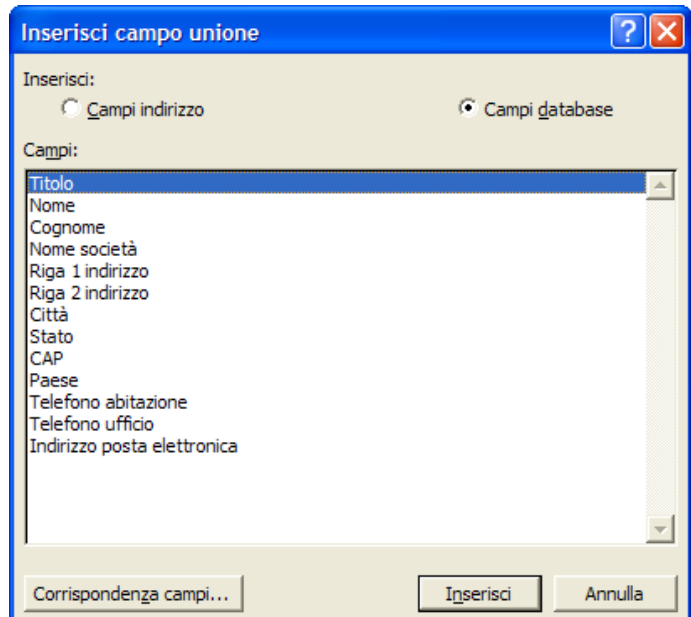 Inserisci campo unione
Inserisci:
Campi indirizzo Campi database
Campi:
Titolo
Nome
Cognome
Nome società
Riga 1 indirizzo
Riga 2 indirizzo
Città
Stato
CAP
Paese
Telefono abitazione
Telefono ufficio
Indirizzo posta elettronica
Corrispondenza campi... Inserisci Annulla